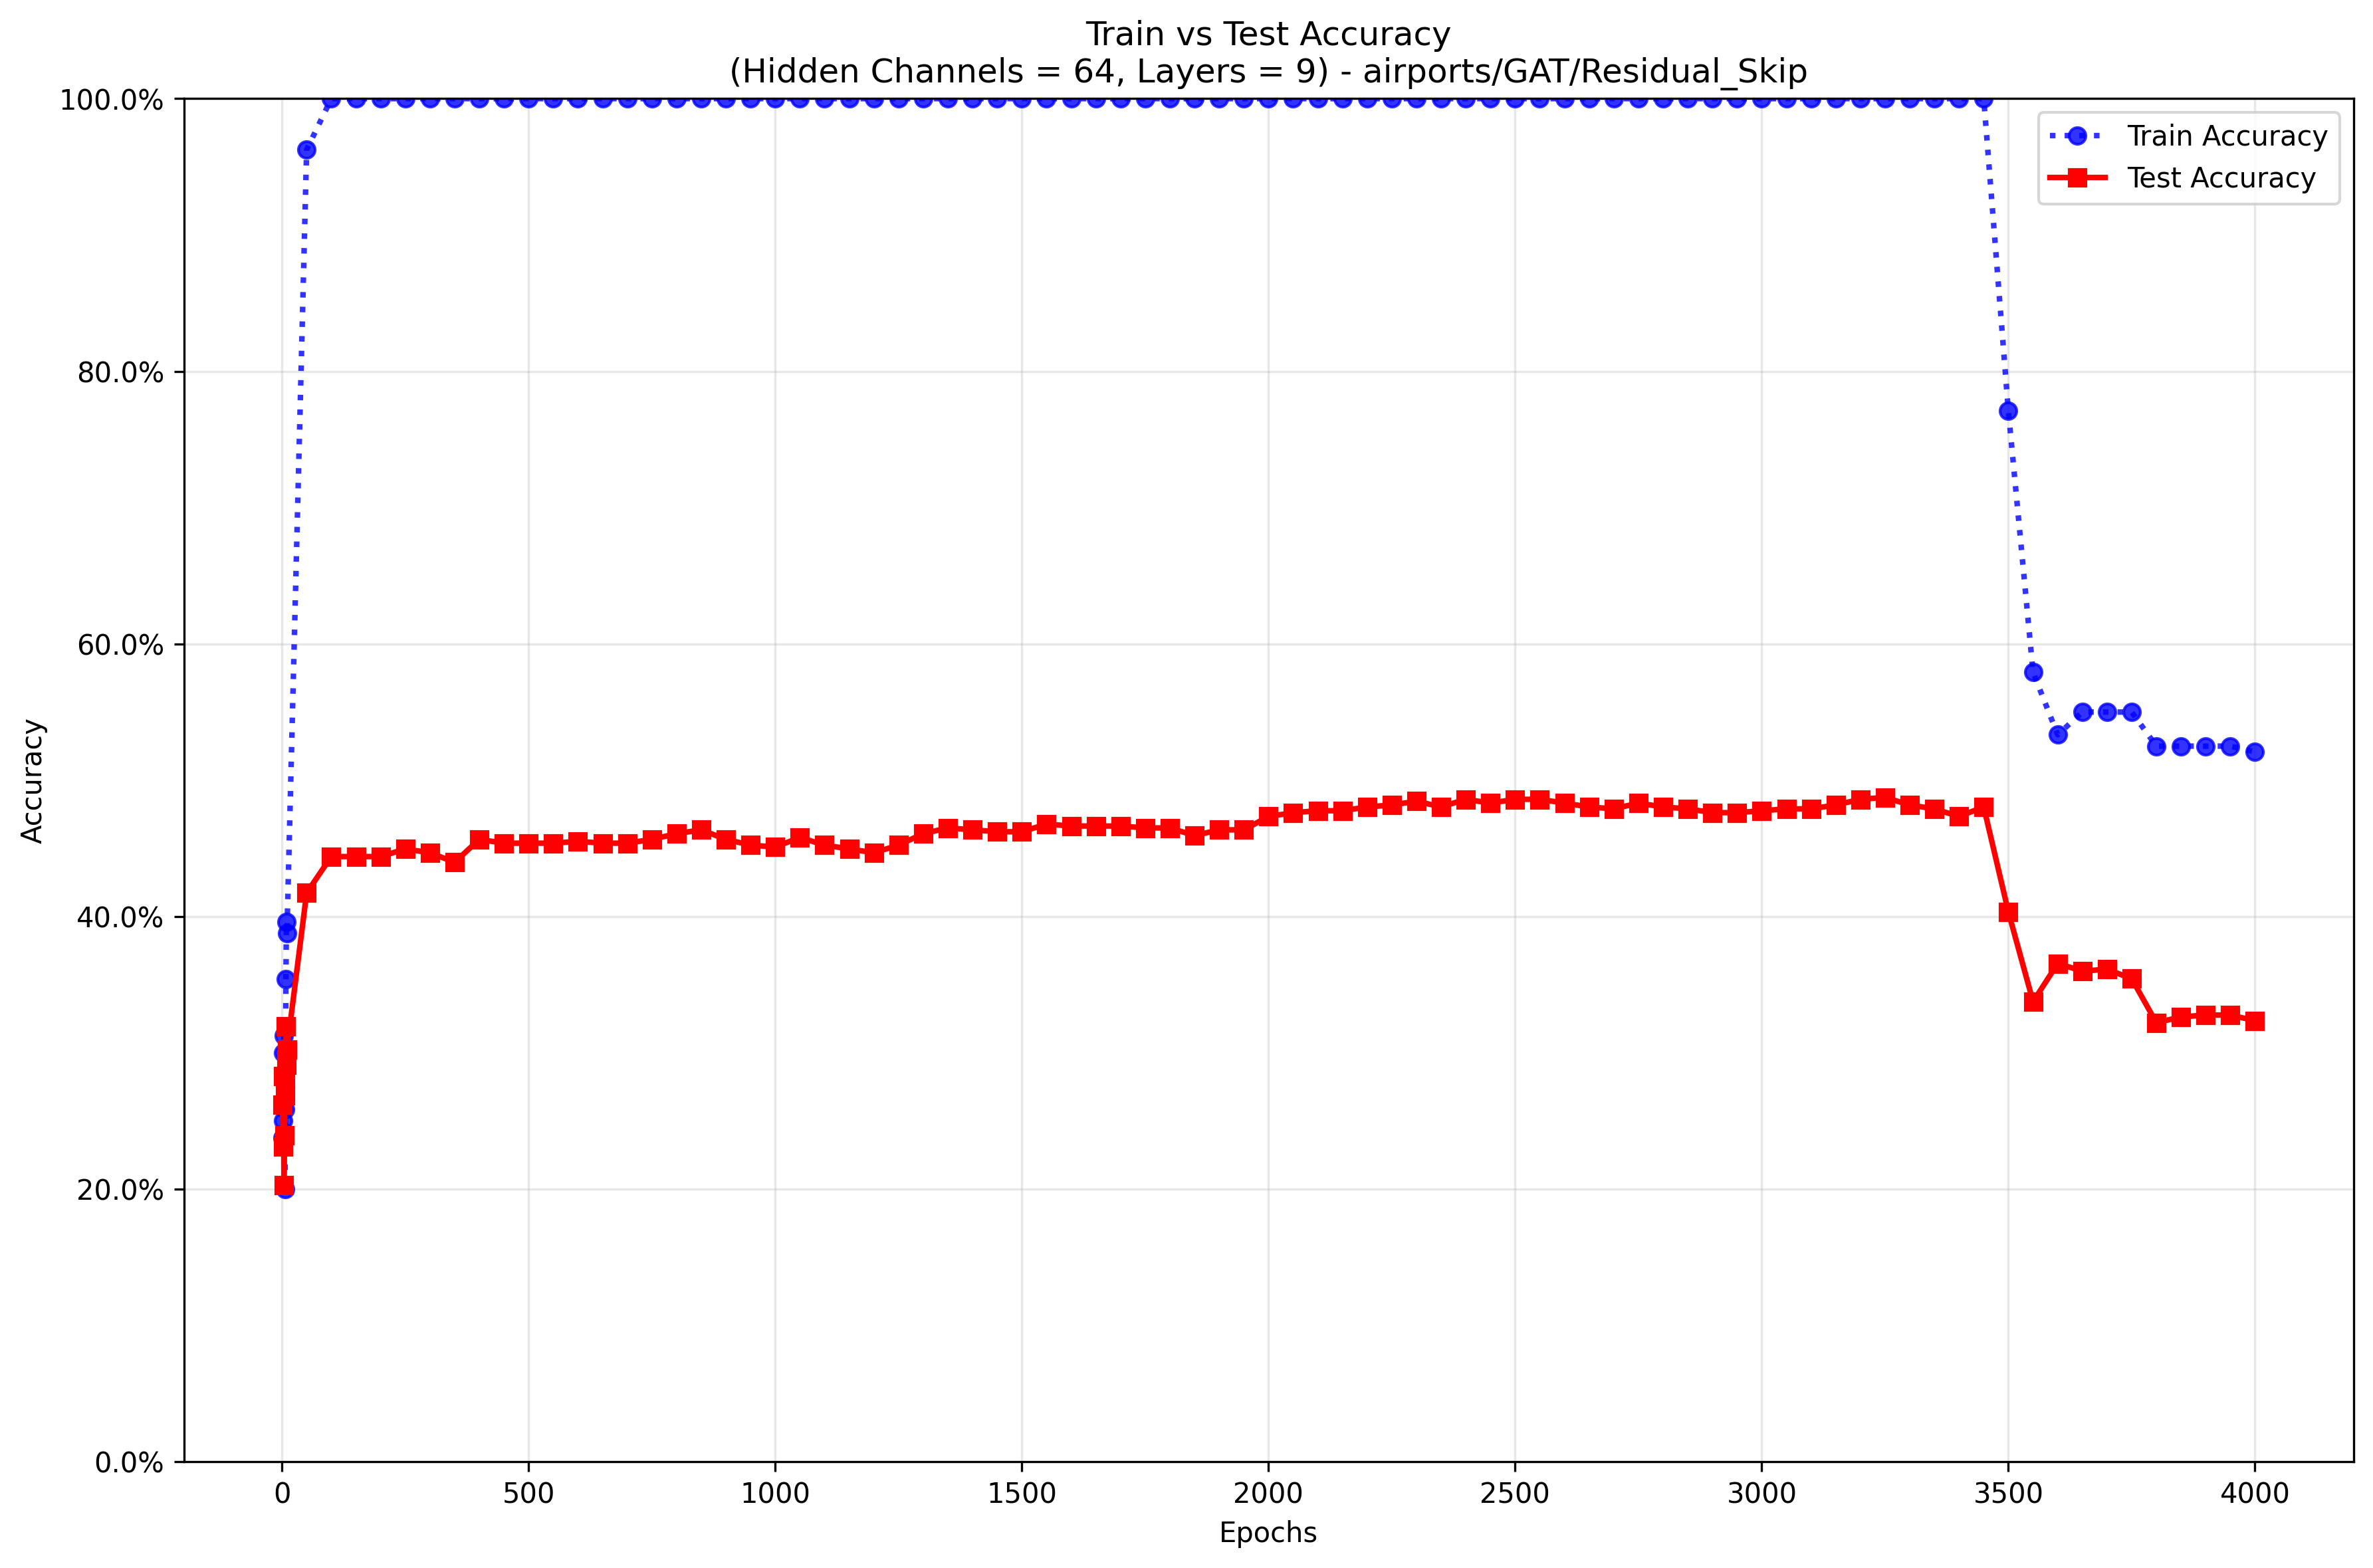 Train vs Test Accuracy
(Hidden Channels = 64, Layers = 9) - airports/GAT/Residual_Skip
100.0%
80.0%
60.0%
40.0%
20.0%
0.0%
Accuracy
Train Accuracy
Test Accuracy
0 500 1000 1500 2000 2500 3000 3500 4000
Epochs